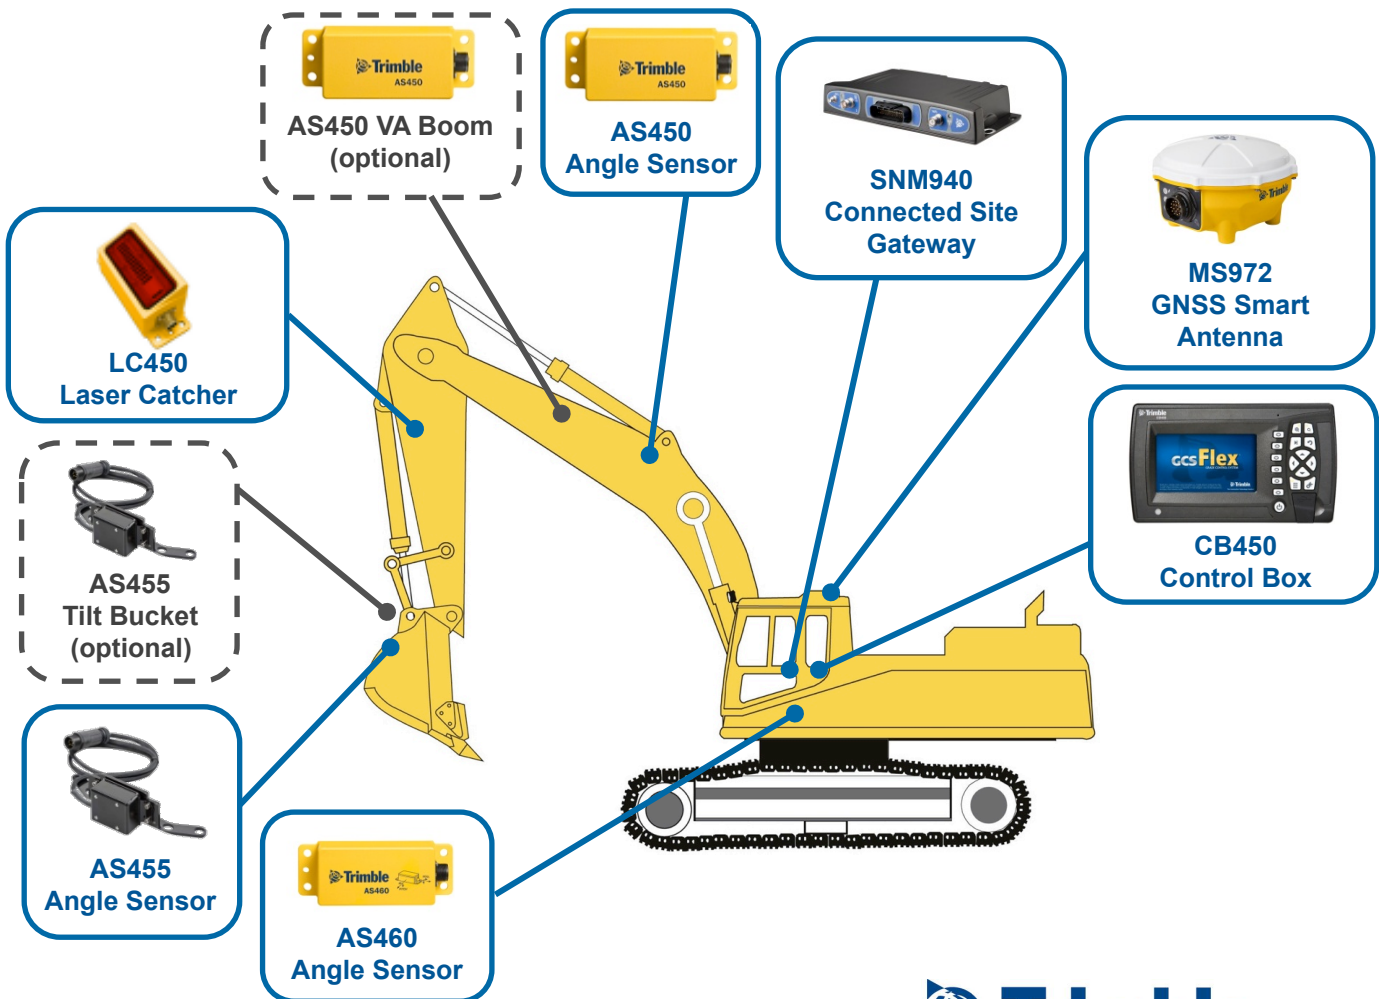 Trimble
AS450
AS450 VA Boom
(optional)
Trimble
AS450
AS450
Angle Sensor
SNM940
Connected Site
Gateway
Trimble
MS972
GNSS Smart
Antenna
LC450
Laser Catcher
Trimble
GCSFlex
Trimble
CB450
Control Box
AS455
Tilt Bucket
(optional)
AS455
Angle Sensor
Trimble
AS460
AS460
Angle Sensor